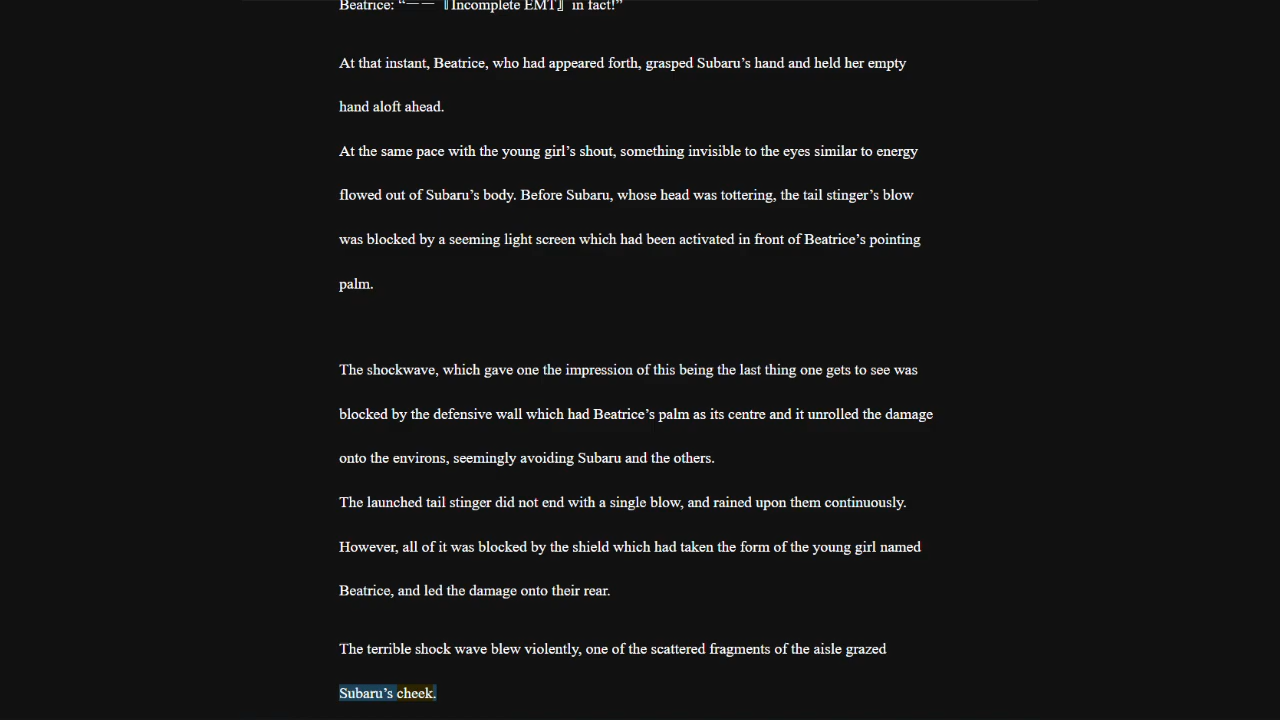 Beatrice: “――『Incomplete EMT』 in fact!”
At that instant, Beatrice, who had appeared forth, grasped Subaru’s hand and held her empty
hand aloft ahead.
At the same pace with the young girl’s shout, something invisible to the eyes similar to energy
flowed out of Subaru’s body. Before Subaru, whose head was tottering, the tail stinger’s blow
was blocked by a seeming light screen which had been activated in front of Beatrice’s pointing
palm.
The shockwave, which gave one the impression of this being the last thing one gets to see was
blocked by the defensive wall which had Beatrice’s palm as its centre and it unrolled the damage
onto the environs, seemingly avoiding Subaru and the others.
The launched tail stinger did not end with a single blow, and rained upon them continuously.
However, all of it was blocked by the shield which had taken the form of the young girl named
Beatrice, and led the damage onto their rear.
The terrible shock wave blew violently, one of the scattered fragments of the aisle grazed
Subaru’s cheek.